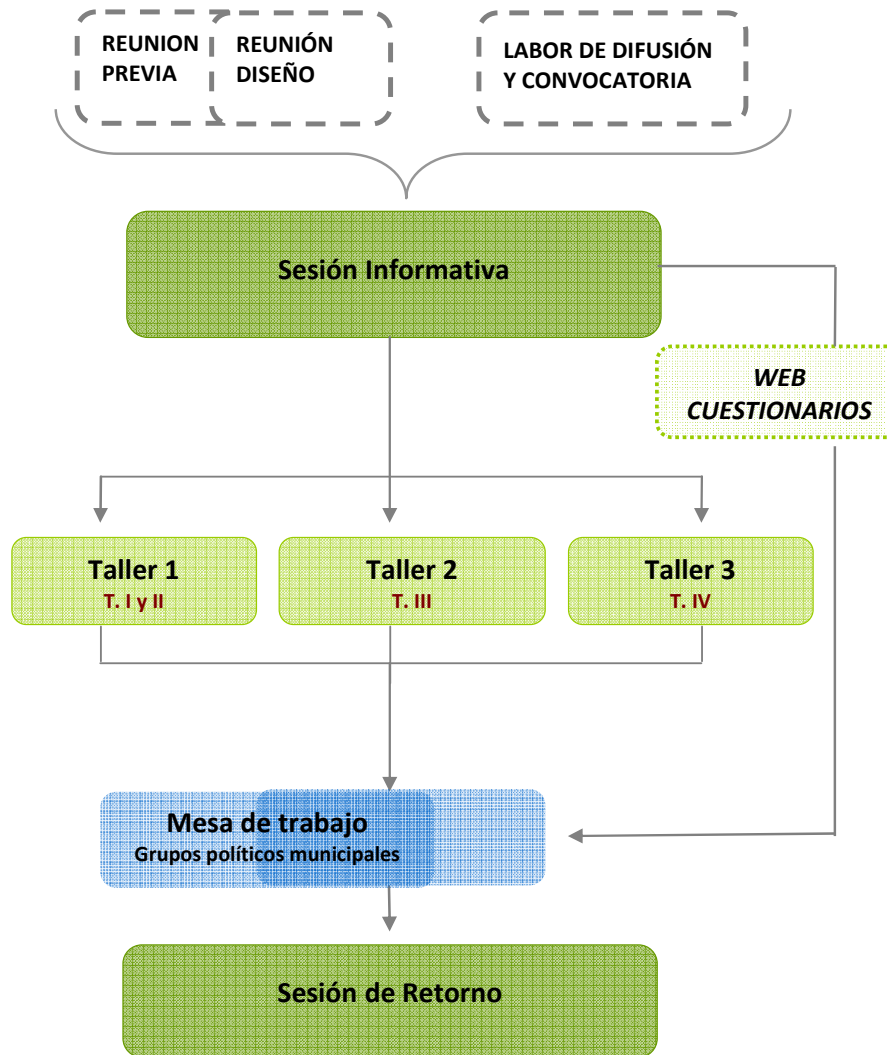 REUNION
PREVIA
REUNIÓN
DISEÑO
LABOR DE DIFUSIÓN
Y CONVOCATORIA
Sesión Informativa
WEB
CUESTIONARIOS
Taller 1
T. I y II
Taller 2
T. III
Taller 3
T. IV
Mesa de trabajo
Grupos políticos municipales
Sesión de Retorno